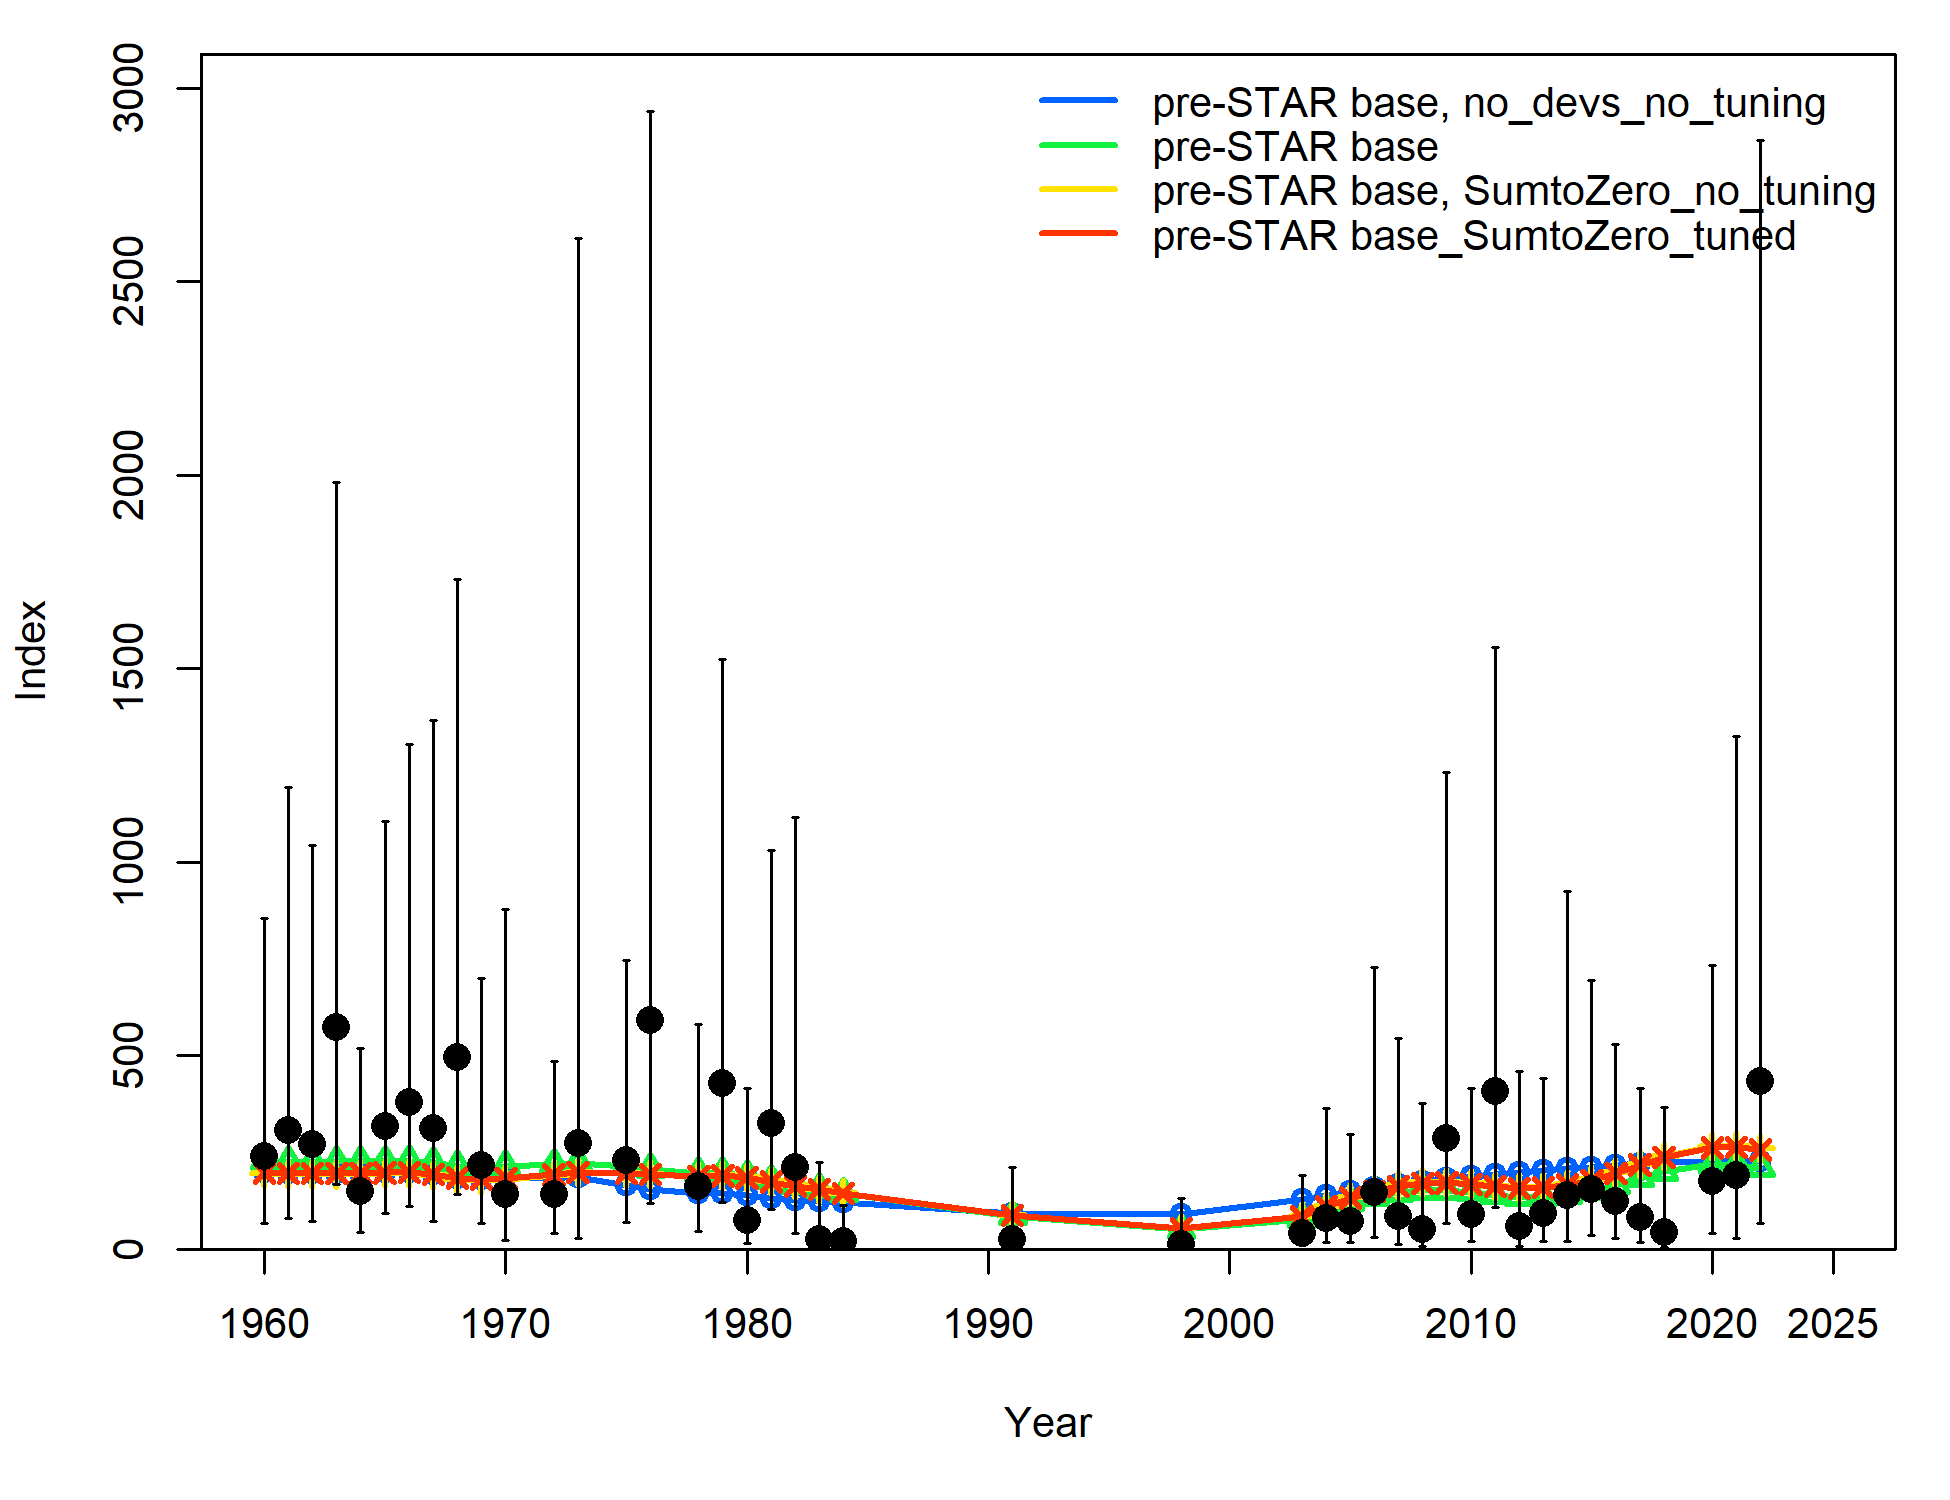 pre-STAR base, no_devs_no_tuning
pre-STAR base
pre-STAR base, SumtoZero_no_tuning
pre-STAR base_SumtoZero_tuned
3000
2500
2000
1500
1000
500
0
Index
1960 1970 1980 1990 2000 2010 2020 2025
Year